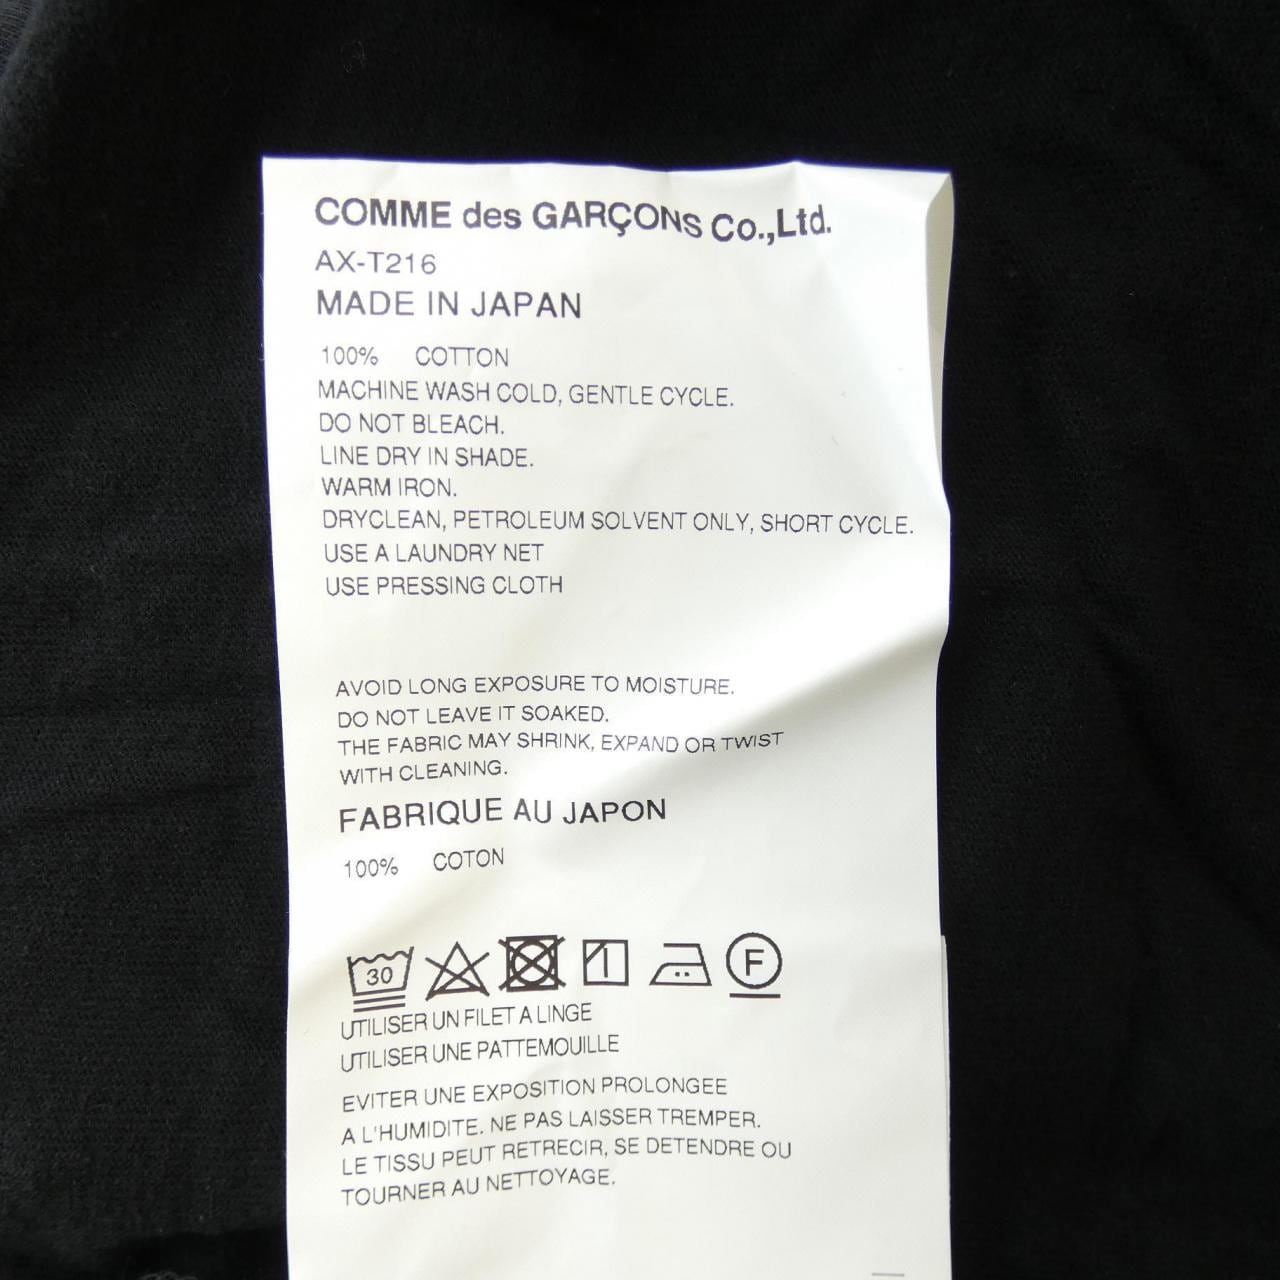 COMME des GARÇONS Co.,Ltd.
AX-T216
MADE IN JAPAN
100% COTTON
MACHINE WASH COLD, GENTLE CYCLE.
DO NOT BLEACH.
LINE DRY IN SHADE.
WARM IRON.
DRYCLEAN, PETROLEUM SOLVENT ONLY, SHORT CYCLE.
USE A LAUNDRY NET
USE PRESSING CLOTH
AVOID LONG EXPOSURE TO MOISTURE.
DO NOT LEAVE IT SOAKED.
THE FABRIC MAY SHRINK, EXPAND OR TWIST
WITH CLEANING.
FABRIQUE AU JAPON
100% COTON
30 F
UTILISER UN FILET A LINGE
UTILISER UNE PATTEMOUILLE
EVITER UNE EXPOSITION PROLONGEE
A L'HUMIDITE. NE PAS LAISSER TREMPER.
LE TISSU PEUT RETRECIR, SE DETENDRE OU
TOURNER AU NETTOYAGE.